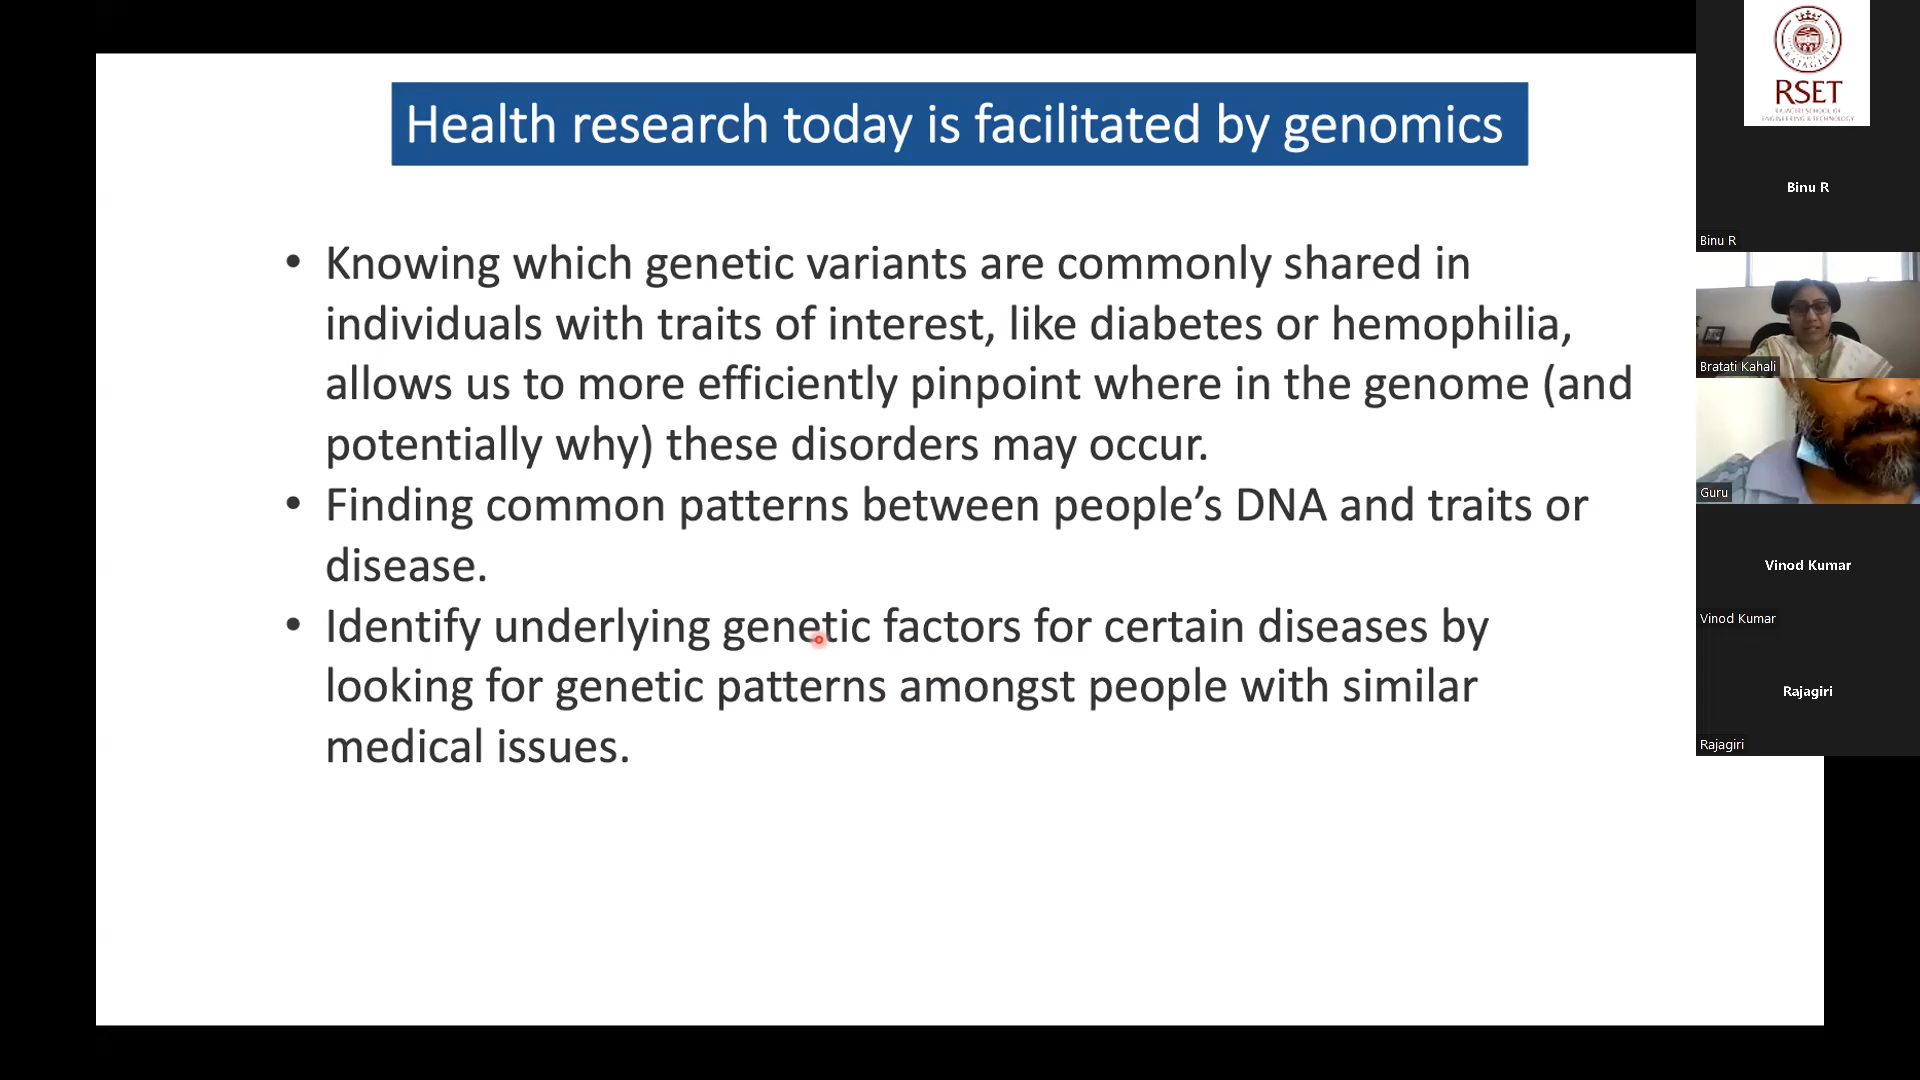 Health research today is facilitated by genomics
• Knowing which genetic variants are commonly shared in
individuals with traits of interest, like diabetes or hemophilia,
allows us to more efficiently pinpoint where in the genome (and
potentially why) these disorders may occur.
• Finding common patterns between people’s DNA and traits or
disease.
• Identify underlying genetic factors for certain diseases by
looking for genetic patterns amongst people with similar
medical issues.
RAJAGIRI
RSET
RAJAGIRI SCHOOL OF
ENGINEERING & TECHNOLOGY
Binu R
Binu R
Bratati Kahali
Guru
Vinod Kumar
Vinod Kumar
Rajagiri
Rajagiri